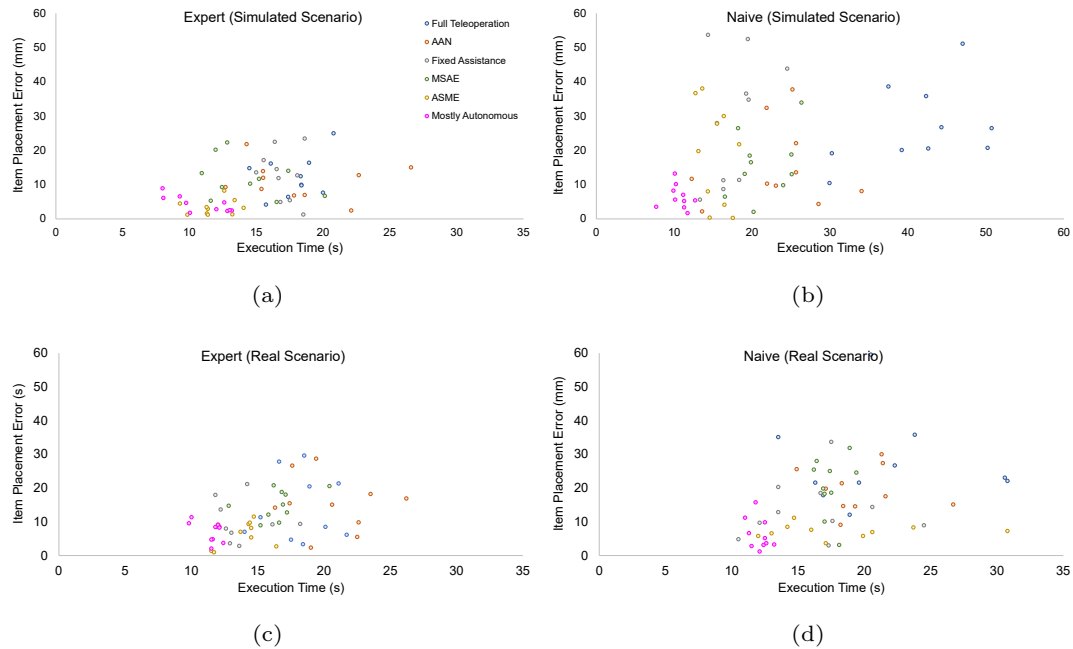 Expert (Simulated Scenario)
Item Placement Error (mm)
60
50
40
30
20
10
0
Full Teleoperation
AAN
Fixed Assistance
MSAE
ASME
Mostly Autonomous
0 5 10 15 20 25 30 35
Execution Time (s)
(a)
Naive (Simulated Scenario)
Item Placement Error (mm)
60
50
40
30
20
10
0
0 10 20 30 40 50 60
Execution Time (s)
(b)
Expert (Real Scenario)
Item Placement Error (s)
60
50
40
30
20
10
0
0 5 10 15 20 25 30 35
Execution Time (s)
(c)
Naive (Real Scenario)
Item Placement Error (mm)
60
50
40
30
20
10
0
0 5 10 15 20 25 30 35
Execution Time (s)
(d)